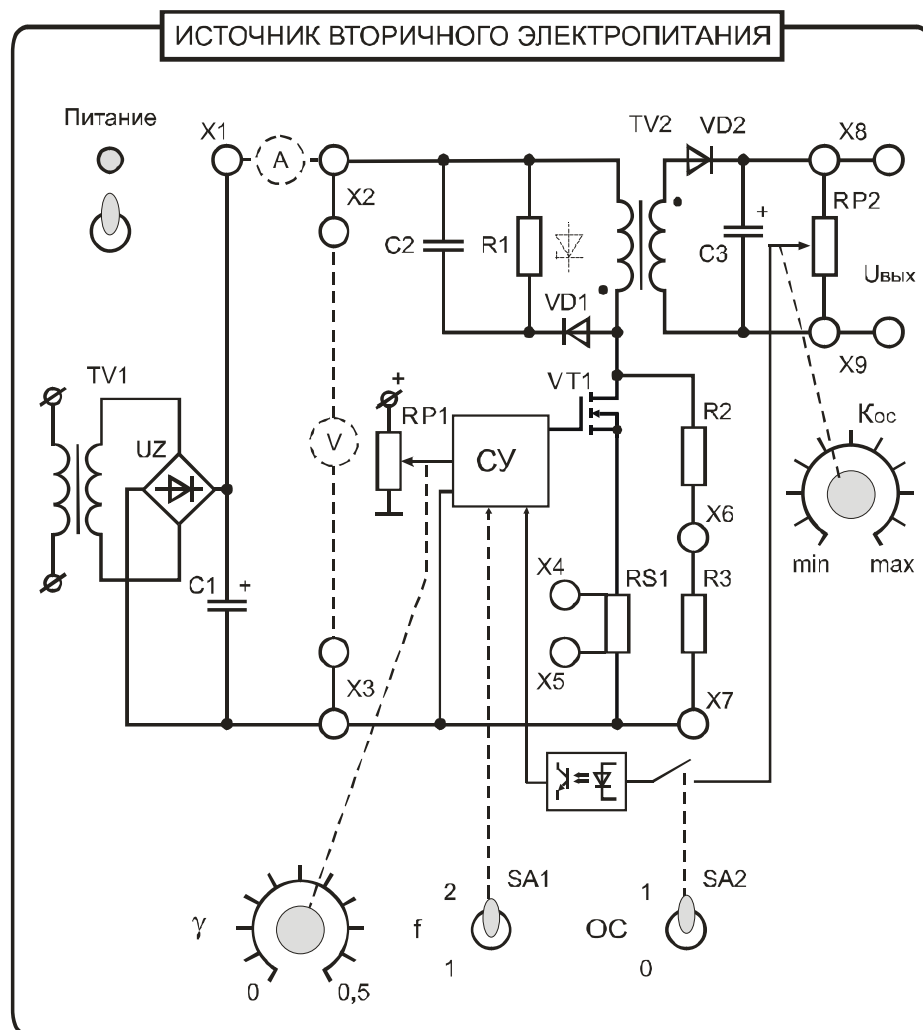 ИСТОЧНИК ВТОРИЧНОГО ЭЛЕКТРОПИТАНИЯ
Питание
X1
A
X2
TV2
VD2
X8
C2
R1
C3
+
RP2
Uвых
VD1
X9
TV1
UZ
V
+
RP1
СУ
VT1
R2
Kос
X6
min
max
C1
+
X4
RS1
R3
X5
X3
X7
γ
0
0,5
f
2
SA1
1
ОС
1
SA2
0